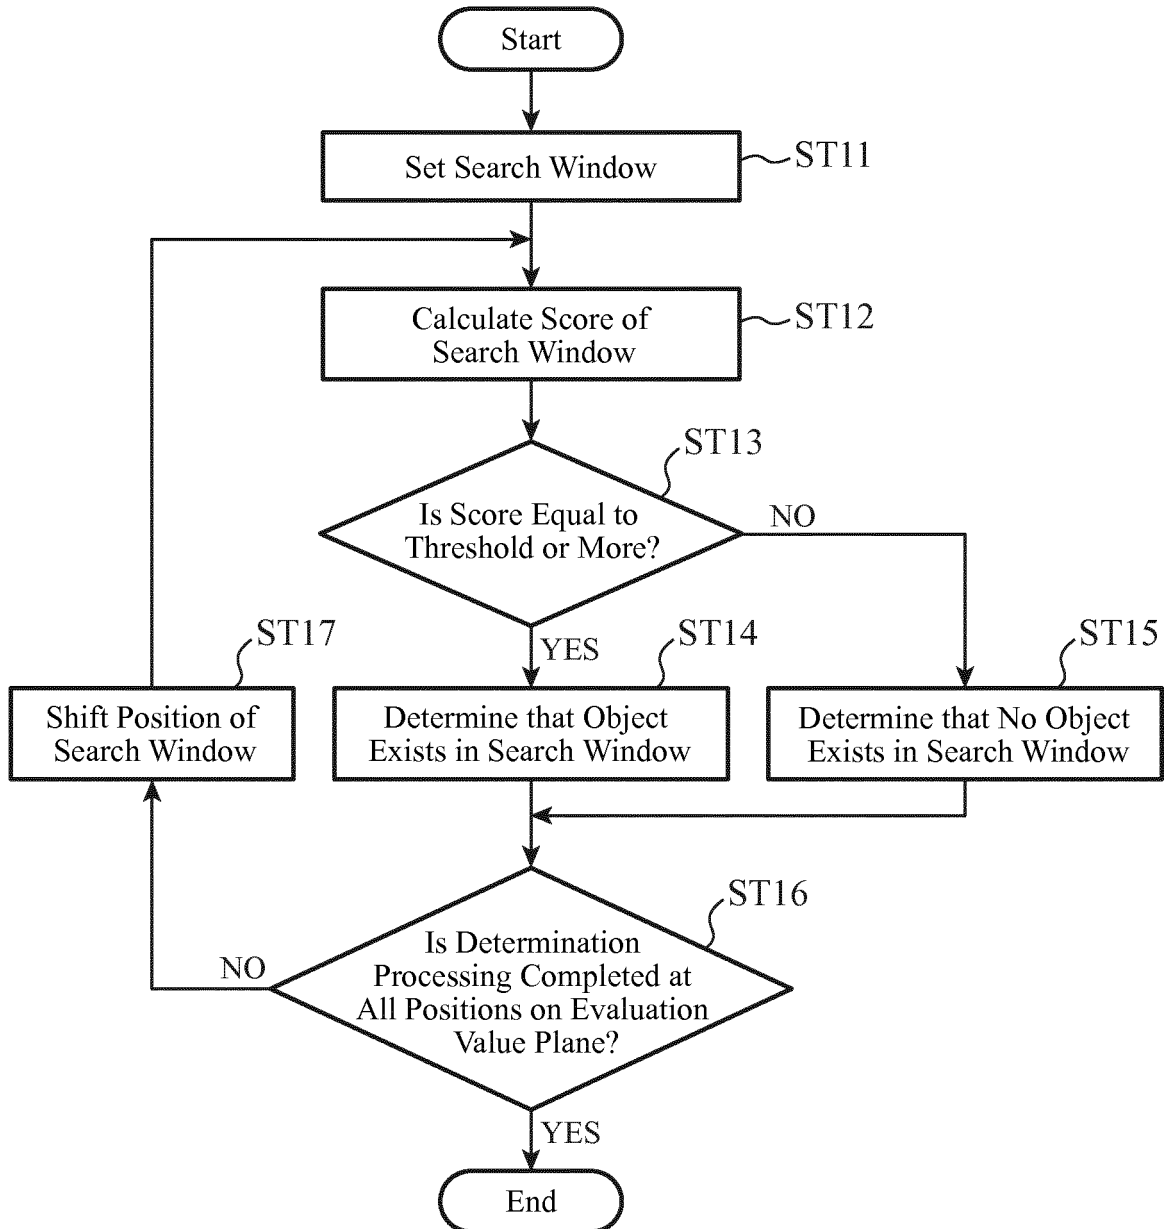 Start
Set Search Window
ST11
Calculate Score of
Search Window
ST12
ST13
Is Score Equal to
Threshold or More?
NO
YES
ST17
ST14
ST15
Shift Position of
Search Window
Determine that Object
Exists in Search Window
Determine that No Object
Exists in Search Window
ST16
Is Determination
Processing Completed at
All Positions on Evaluation
Value Plane?
NO
YES
End